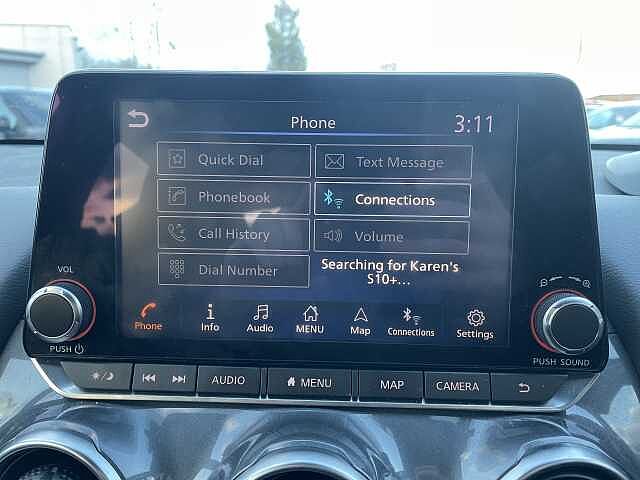 Phone
3:11
Quick Dial
Text Message
Phonebook
Connections
Call History
Volume
Dial Number
Searching for Karen's
S10+...
VOL
PUSH
Phone
Info
Audio
MENU
Map
Connections
Settings
PUSH SOUND
AUDIO
MENU
MAP
CAMERA